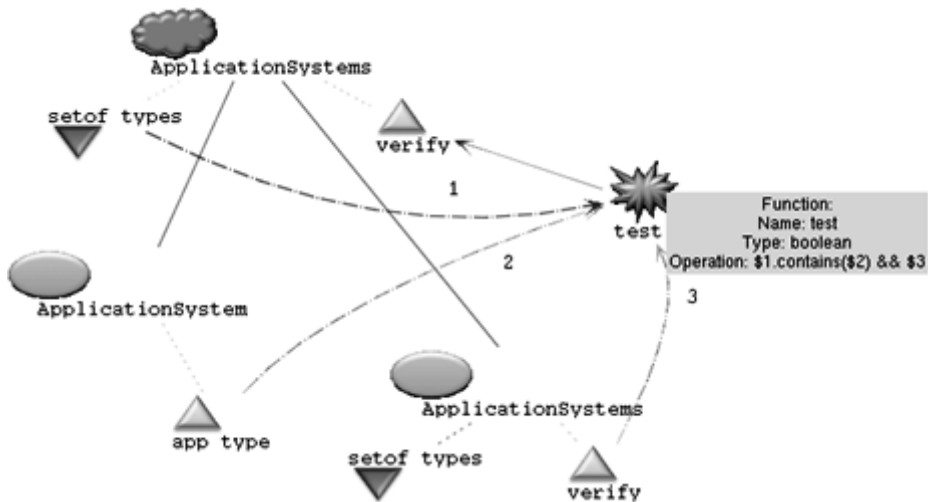 ApplicationSystems
setof types
verify
1
test
Function:
Name: test
Type: boolean
Operation: $1.contains($2) && $3
2
3
ApplicationSystem
ApplicationSystems
app type
setof types
verify